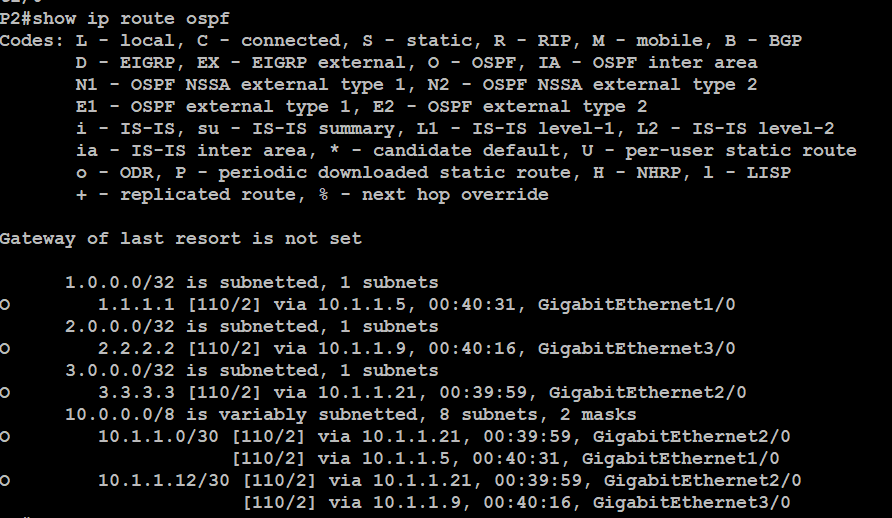 P2#show ip route ospf
Codes: L - local, C - connected, S - static, R - RIP, M - mobile, B - BGP
       D - EIGRP, EX - EIGRP external, O - OSPF, IA - OSPF inter area
       N1 - OSPF NSSA external type 1, N2 - OSPF NSSA external type 2
       E1 - OSPF external type 1, E2 - OSPF external type 2
       i - IS-IS, su - IS-IS summary, L1 - IS-IS level-1, L2 - IS-IS level-2
       ia - IS-IS inter area, * - candidate default, U - per-user static route
       o - ODR, P - periodic downloaded static route, H - NHRP, l - LISP
       + - replicated route, % - next hop override

Gateway of last resort is not set

      1.0.0.0/32 is subnetted, 1 subnets
O        1.1.1.1 [110/2] via 10.1.1.5, 00:40:31, GigabitEthernet1/0
      2.0.0.0/32 is subnetted, 1 subnets
O        2.2.2.2 [110/2] via 10.1.1.9, 00:40:16, GigabitEthernet3/0
      3.0.0.0/32 is subnetted, 1 subnets
O        3.3.3.3 [110/2] via 10.1.1.21, 00:39:59, GigabitEthernet2/0
      10.0.0.0/8 is variably subnetted, 8 subnets, 2 masks
O        10.1.1.0/30 [110/2] via 10.1.1.21, 00:39:59, GigabitEthernet2/0
                     [110/2] via 10.1.1.5, 00:40:31, GigabitEthernet1/0
O        10.1.1.12/30 [110/2] via 10.1.1.21, 00:39:59, GigabitEthernet2/0
                      [110/2] via 10.1.1.9, 00:40:16, GigabitEthernet3/0